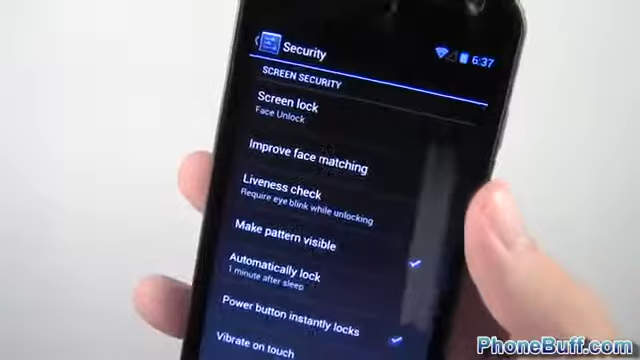 Security
6:37
SCREEN SECURITY
Screen lock
Face Unlock
Improve face matching
Liveness check
Require eye blink while unlocking
Make pattern visible
Automatically lock
1 minute after sleep
Power button instantly locks
Vibrate on touch
PhoneBuff.com